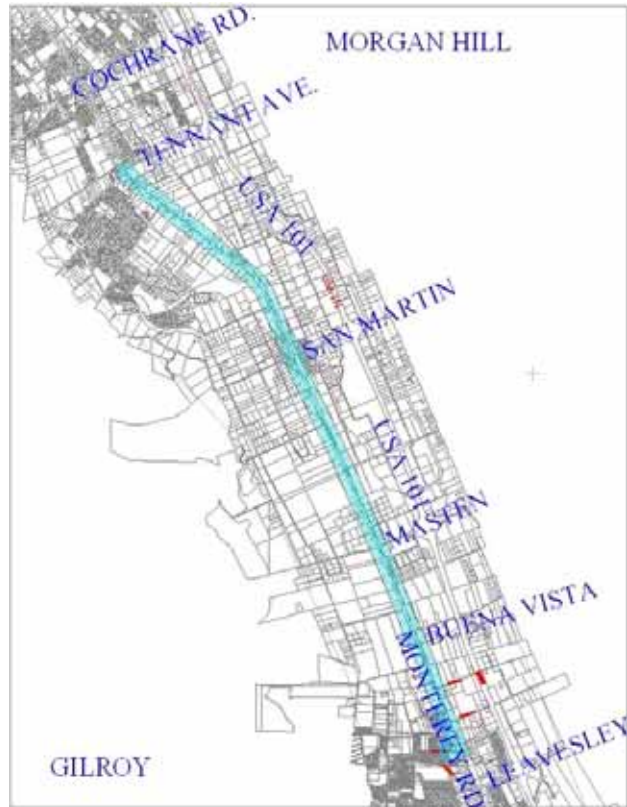 MORGAN HILL
COCHRANE RD.
TENNANT AVE.
USA 101
SAN MARTIN
USA 101
MASTEN
BUENA VISTA
MONTEREY RD
LEAVESLEY
GILROY